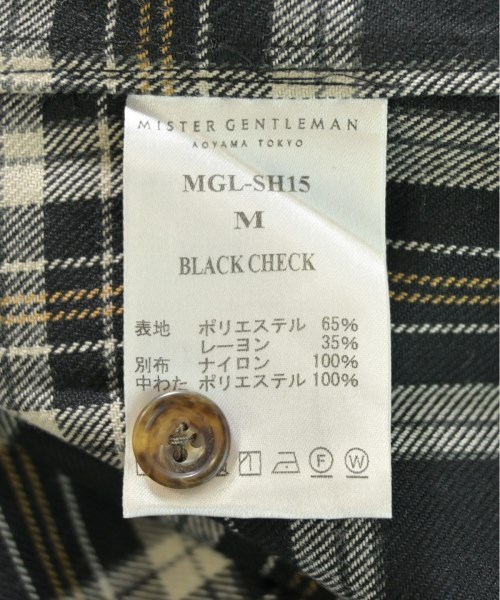 MISTER GENTLEMAN
AOYAMA TOKYO
MGL-SH15
M
BLACK CHECK
表地 ポリエステル 65%
レーヨン 35%
別布 ナイロン 100%
中わた ポリエステル 100%
F W